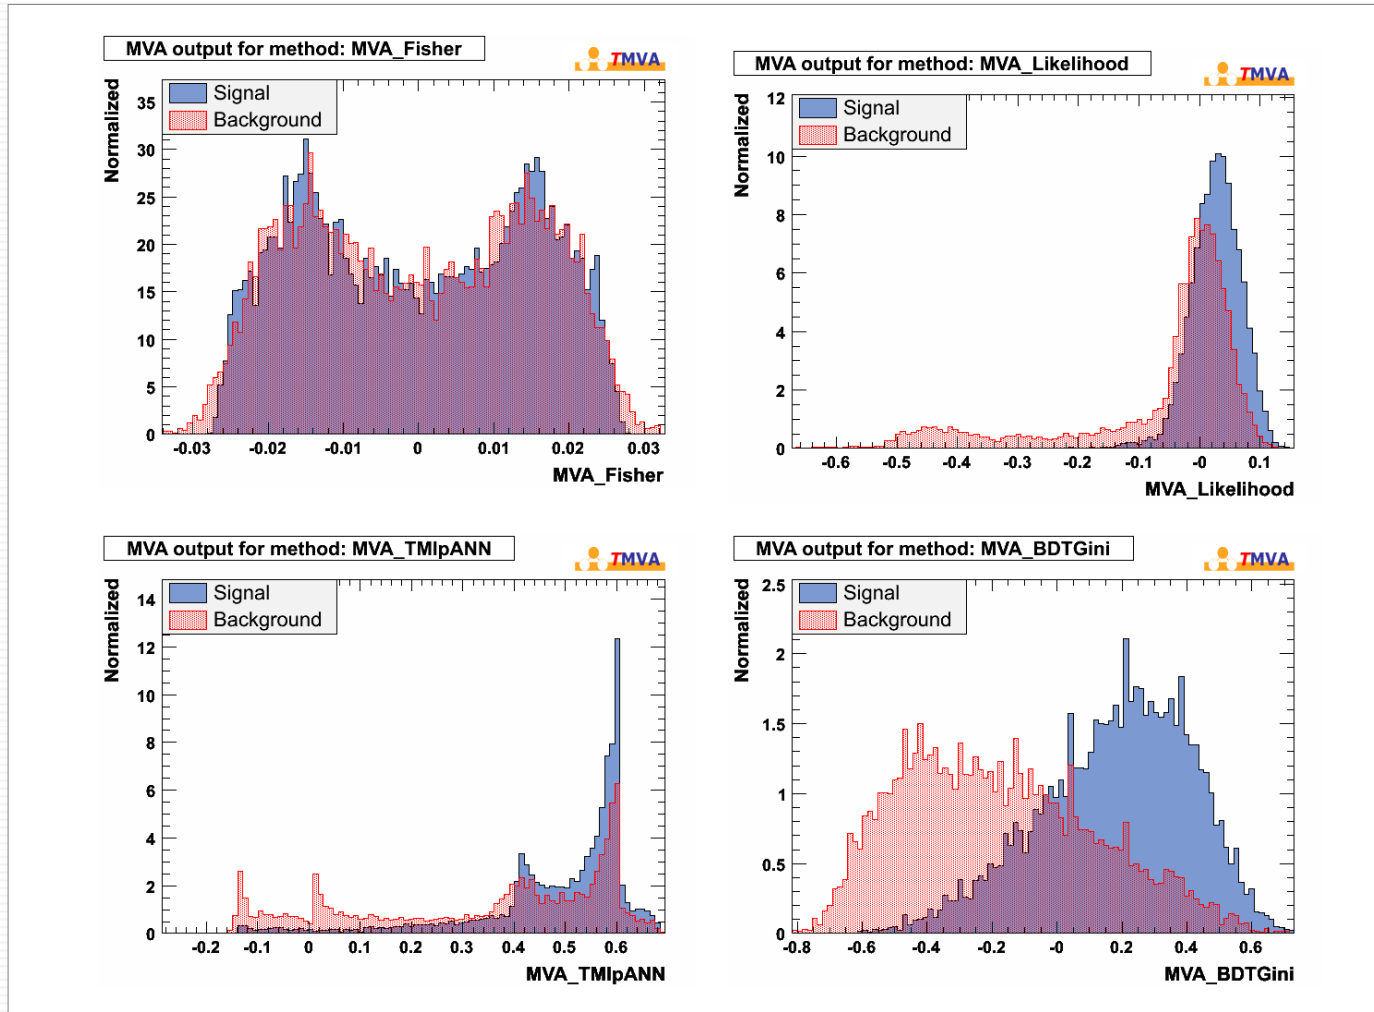 MVA output for method: MVA_Fisher
TMVA
Normalized
Signal
Background
35
30
25
20
15
10
5
0
-0.03 -0.02 -0.01 0 0.01 0.02 0.03
MVA_Fisher
MVA output for method: MVA_Likelihood
TMVA
Normalized
Signal
Background
12
10
8
6
4
2
0
-0.6 -0.5 -0.4 -0.3 -0.2 -0.1 -0 0.1
MVA_Likelihood
MVA output for method: MVA_TMlpANN
TMVA
Normalized
Signal
Background
14
12
10
8
6
4
2
0
-0.2 -0.1 0 0.1 0.2 0.3 0.4 0.5 0.6
MVA_TMlpANN
MVA output for method: MVA_BDTGini
TMVA
Normalized
Signal
Background
2.5
2
1.5
1
0.5
0
-0.8 -0.6 -0.4 -0.2 -0 0.2 0.4 0.6
MVA_BDTGini